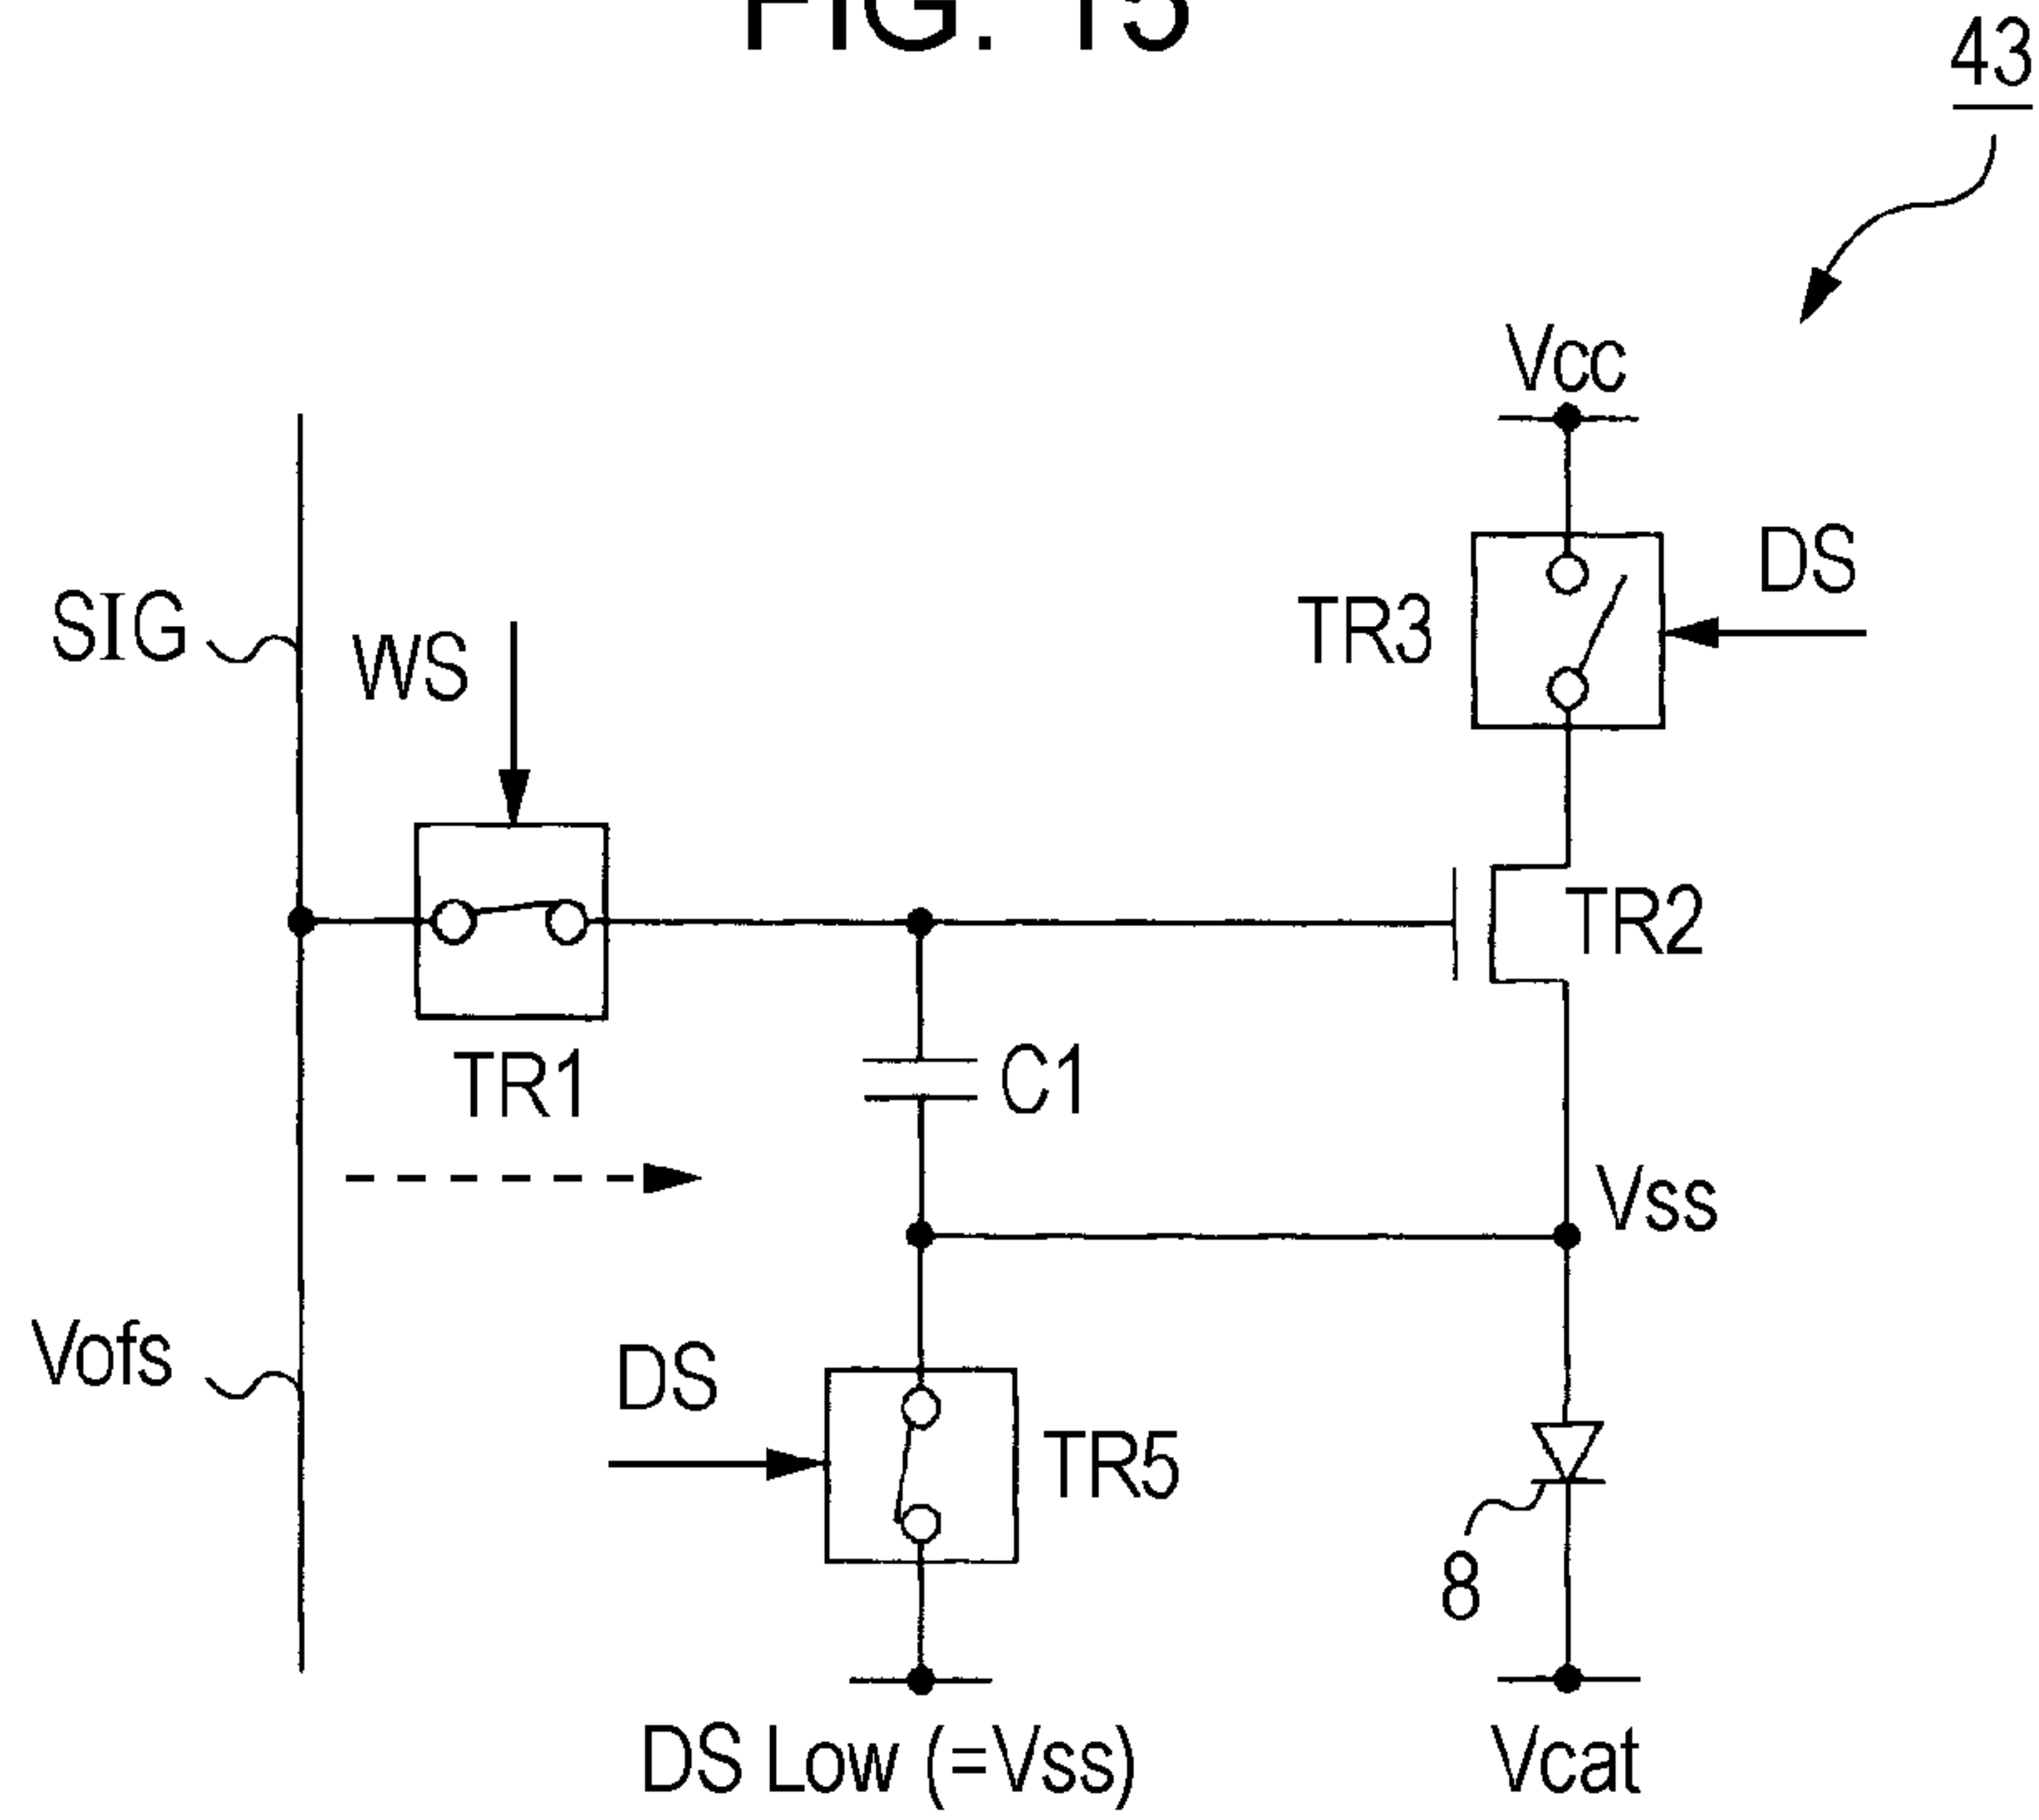 FIG. 15
43
Vcc
DS
TR3
SIG
WS
TR2
TR1
C1
Vss
Vofs
DS
TR5
8
DS Low (=Vss)
Vcat